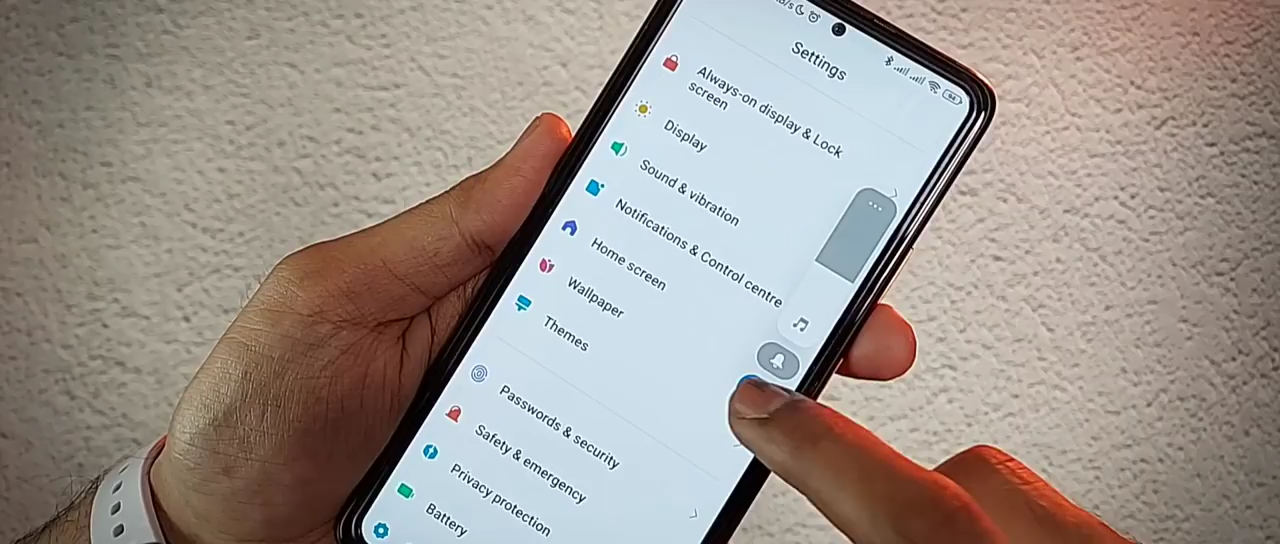 Settings
Always-on display & Lock
screen
Display
Sound & vibration
Notifications & Control centre
Home screen
Wallpaper
Themes
Passwords & security
Safety & emergency
Privacy protection
Battery